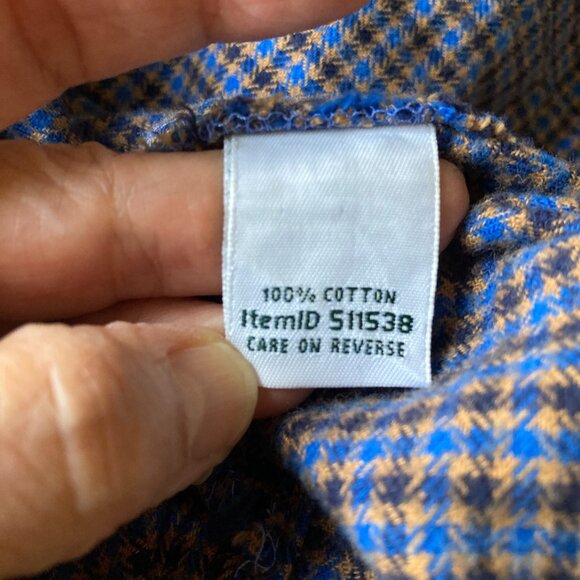 100% COTTON
ItemID 511538
CARE ON REVERSE